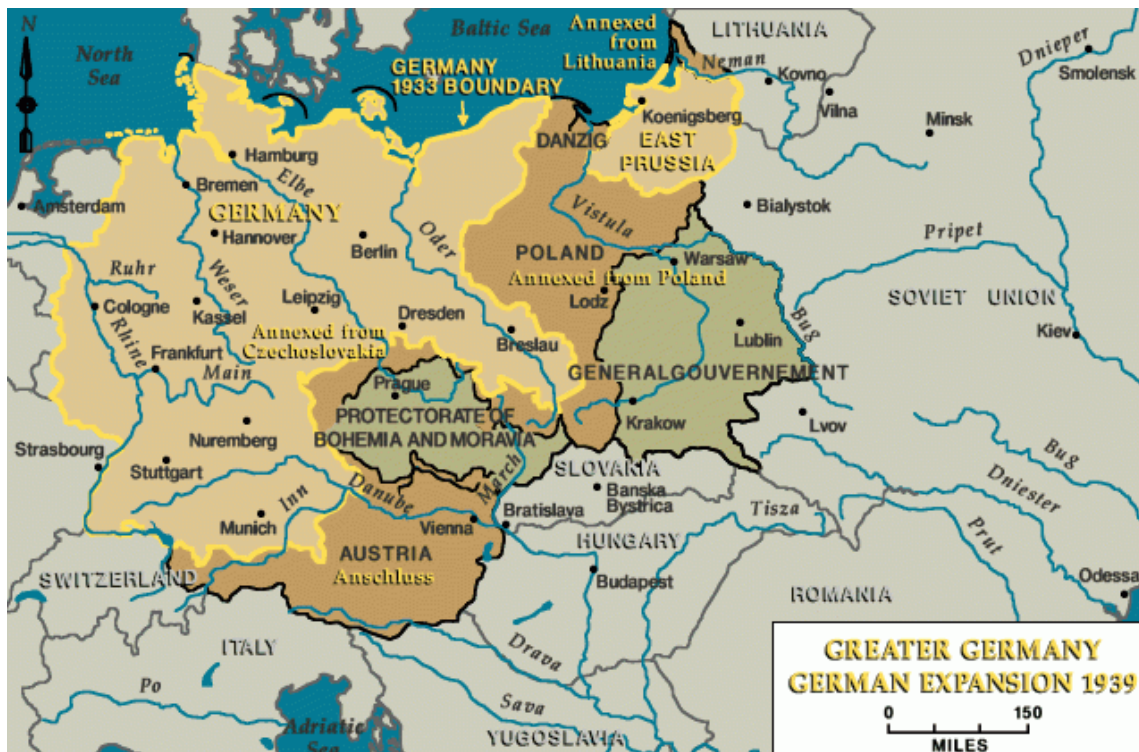 N
North
Sea
Baltic Sea
Annexed
from
Lithuania
LITHUANIA
Dnieper
Smolensk
GERMANY
1933 BOUNDARY
Neman
Kovno
Vilna
Koenigsberg
Minsk
DANZIG
EAST
PRUSSIA
Hamburg
Elbe
Bremen
Amsterdam
GERMANY
Hannover
Berlin
Oder
Vistula
Bialystok
Pripet
POLAND
Annexed from Poland
Warsaw
Ruhr
Weser
Leipzig
Lodz
SOVIET UNION
Cologne
Kassel
Dresden
Bug
Kiev
Rhine
Annexed from
Czechoslovakia
Breslau
Lublin
Frankfurt
Main
Prague
GENERALGOUVERNEMENT
PROTECTORATE OF
BOHEMIA AND MORAVIA
Krakow
Lvov
Nuremberg
Strasbourg
Stuttgart
SLOVAKIA
Bug
March
Banska
Bystrica
Dniester
Inn
Danube
Tisza
Munich
Vienna
Bratislava
Prut
HUNGARY
AUSTRIA
Anschluss
SWITZERLAND
Budapest
Odessa
ROMANIA
ITALY
Drava
Po
Sava
Adriatic
Sea
YUGOSLAVIA
GREATER GERMANY
GERMAN EXPANSION 1939
0 150
MILES